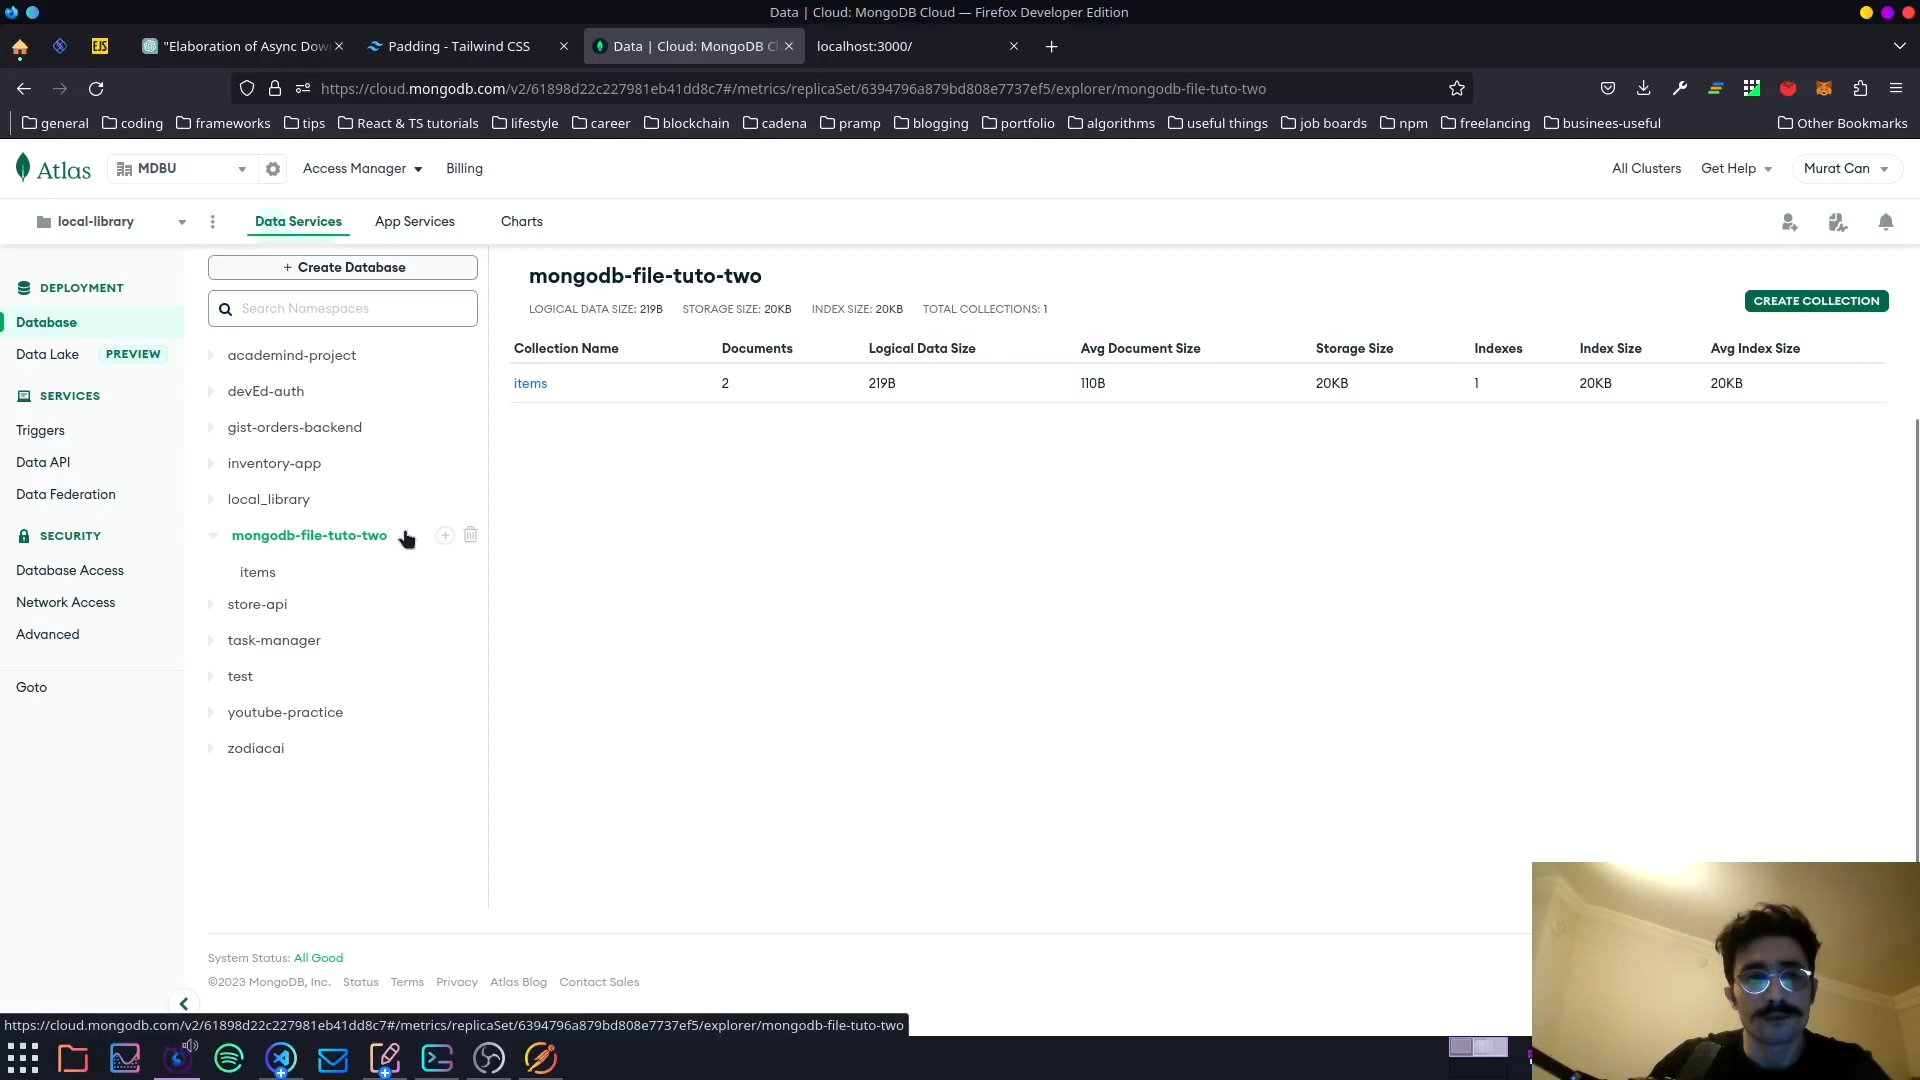 Data | Cloud: MongoDB Cloud — Firefox Developer Edition
EJS
"Elaboration of Async Dow
Padding - Tailwind CSS
Data | Cloud: MongoDB Cl
localhost:3000/
https://cloud.mongodb.com/v2/61898d22c227981eb41dd8c7#/metrics/replicaSet/6394796a879bd808e7737ef5/explorer/mongodb-file-tuto-two
general coding frameworks tips React & TS tutorials lifestyle career blockchain cadena pramp blogging portfolio algorithms useful things job boards npm freelancing businees-useful Other Bookmarks
Atlas MDBU Access Manager Billing All Clusters Get Help Murat Can
local-library Data Services App Services Charts
DEPLOYMENT
Database
Data Lake PREVIEW
SERVICES
Triggers
Data API
Data Federation
SECURITY
Database Access
Network Access
Advanced
Goto
+ Create Database
Search Namespaces
academind-project
devEd-auth
gist-orders-backend
inventory-app
local_library
mongodb-file-tuto-two
items
store-api
task-manager
test
youtube-practice
zodiacai
mongodb-file-tuto-two
LOGICAL DATA SIZE: 219B STORAGE SIZE: 20KB INDEX SIZE: 20KB TOTAL COLLECTIONS: 1
CREATE COLLECTION
Collection Name Documents Logical Data Size Avg Document Size Storage Size Indexes Index Size Avg Index Size
items 2 219B 110B 20KB 1 20KB 20KB
System Status: All Good
©2023 MongoDB, Inc. Status Terms Privacy Atlas Blog Contact Sales
https://cloud.mongodb.com/v2/61898d22c227981eb41dd8c7#/metrics/replicaSet/6394796a879bd808e7737ef5/explorer/mongodb-file-tuto-two